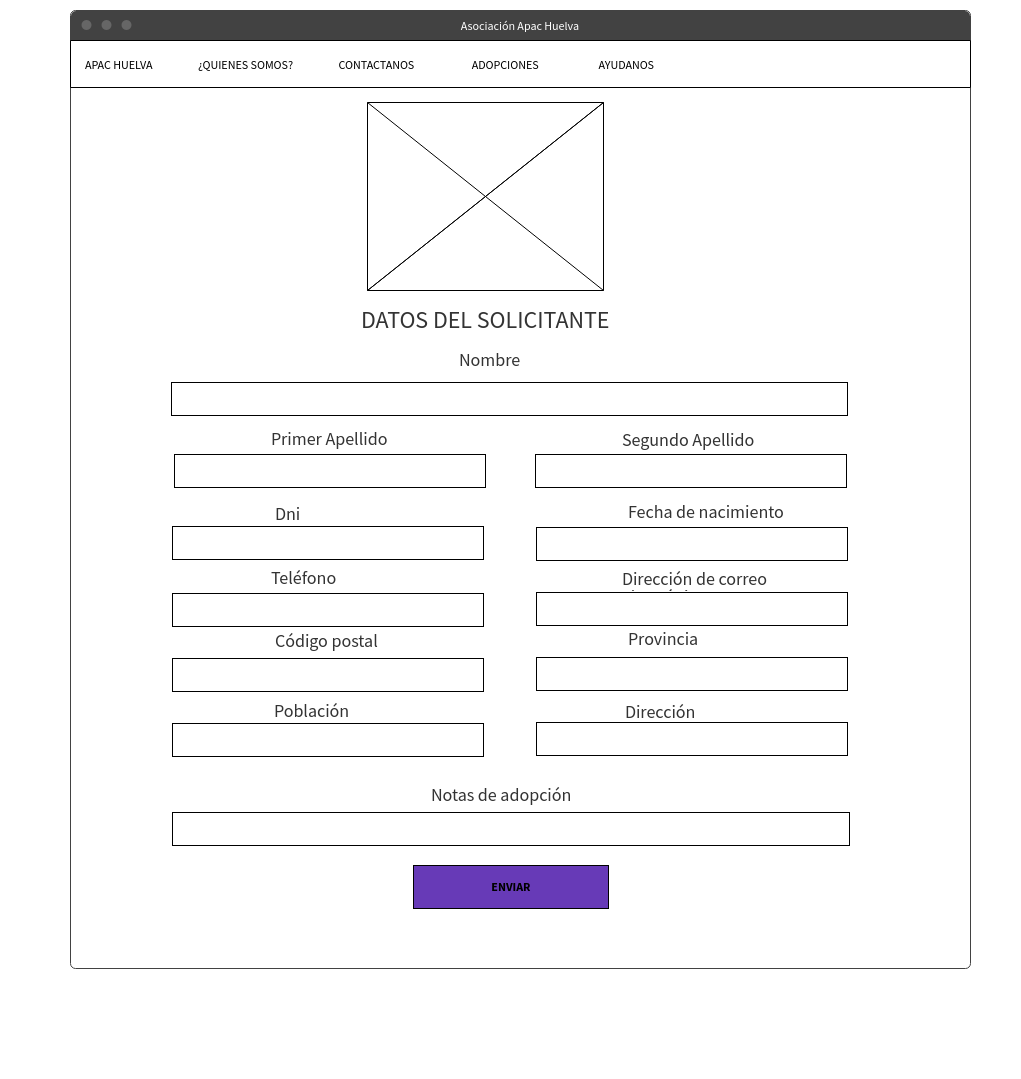 Asociación Apac Huelva
APAC HUELVA ¿QUIENES SOMOS? CONTACTANOS ADOPCIONES AYUDANOS
DATOS DEL SOLICITANTE
Nombre
Primer Apellido Segundo Apellido
Dni Fecha de nacimiento
Teléfono Dirección de correo
Código postal Provincia
Población Dirección
Notas de adopción
ENVIAR